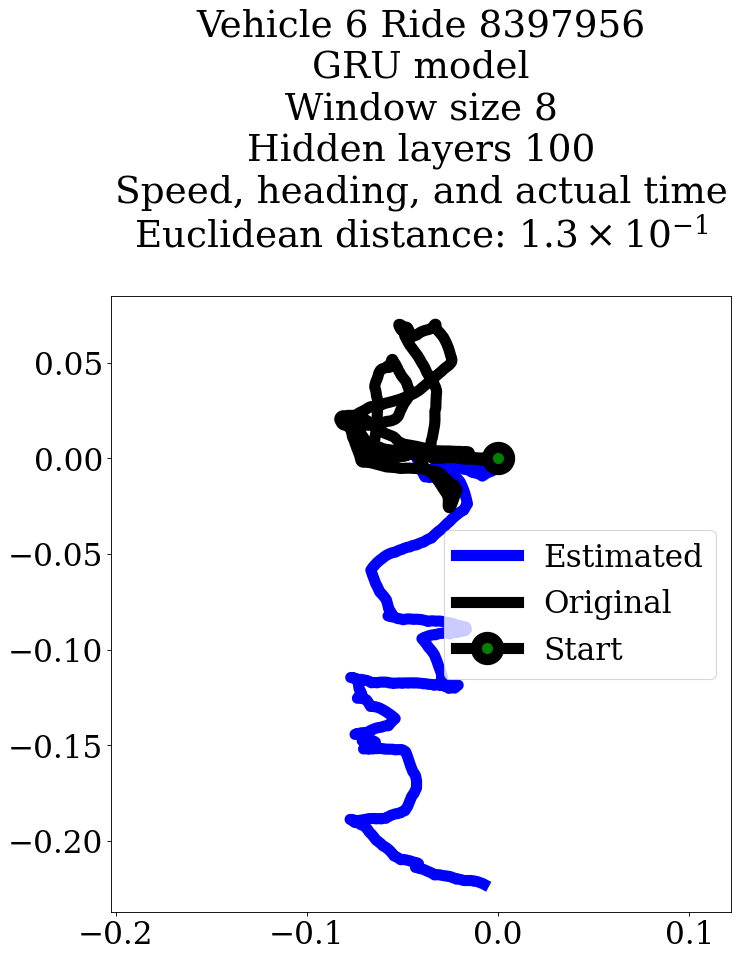 Vehicle 6 Ride 8397956
GRU model
Window size 8
Hidden layers 100
Speed, heading, and actual time
Euclidean distance: 1.3 × 10⁻¹
0.05
0.00
−0.05
−0.10
−0.15
−0.20
Estimated
Original
Start
−0.2 −0.1 0.0 0.1